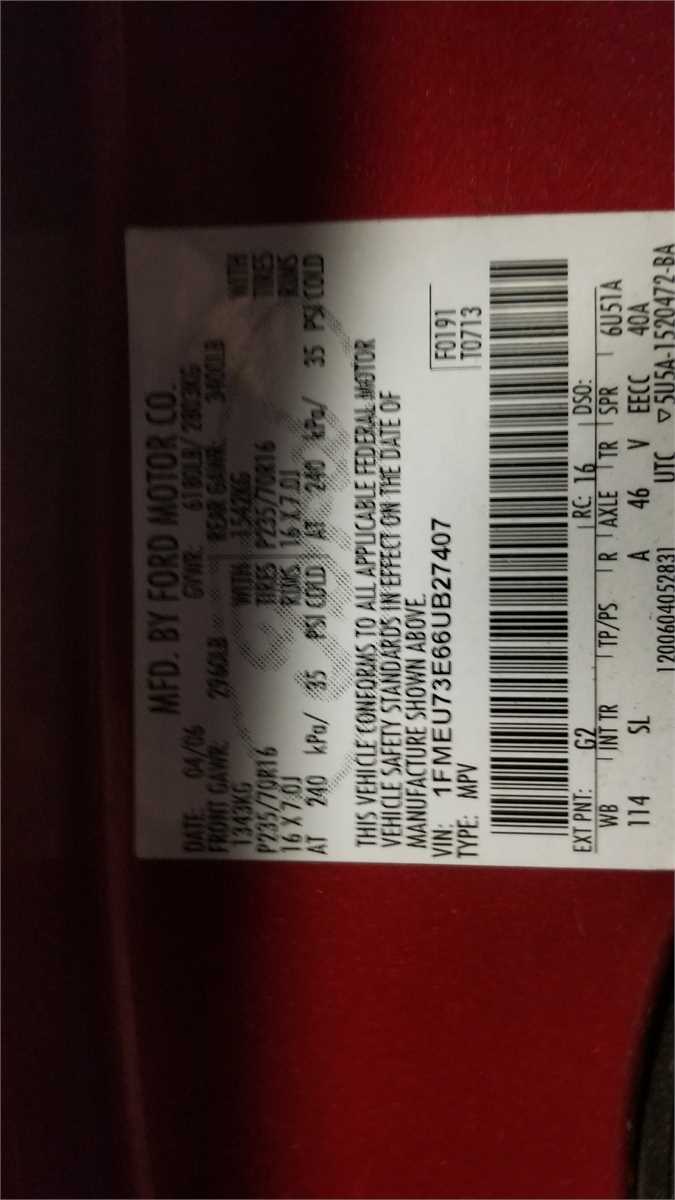 MFD. BY FORD MOTOR CO.
DATE: 04/06 GVWR: 6180LB/ 2803KG
FRONT GAWR: 2960LB REAR GAWR: 3400LB
1343KG WITH 1542KG WITH
P235/70R16 TIRES P235/70R16 TIRES
16 X 7.0J RIMS 16 X 7.0J RIMS
AT 240 kPa/ 35 PSI COLD AT 240 kPa/ 35 PSI COLD
THIS VEHICLE CONFORMS TO ALL APPLICABLE FEDERAL MOTOR
VEHICLE SAFETY STANDARDS IN EFFECT ON THE DATE OF
MANUFACTURE SHOWN ABOVE.
VIN: 1FMEU73E66UB27407 F0191
TYPE: MPV T0713
EXT PNT: G2 RC: 16 DSO:
WB INT TR TP/PS R AXLE TR SPR 6U51A
114 SL A 46 V EECC 40A
1200604052831 UTC ▽5U5A-1520472-BA